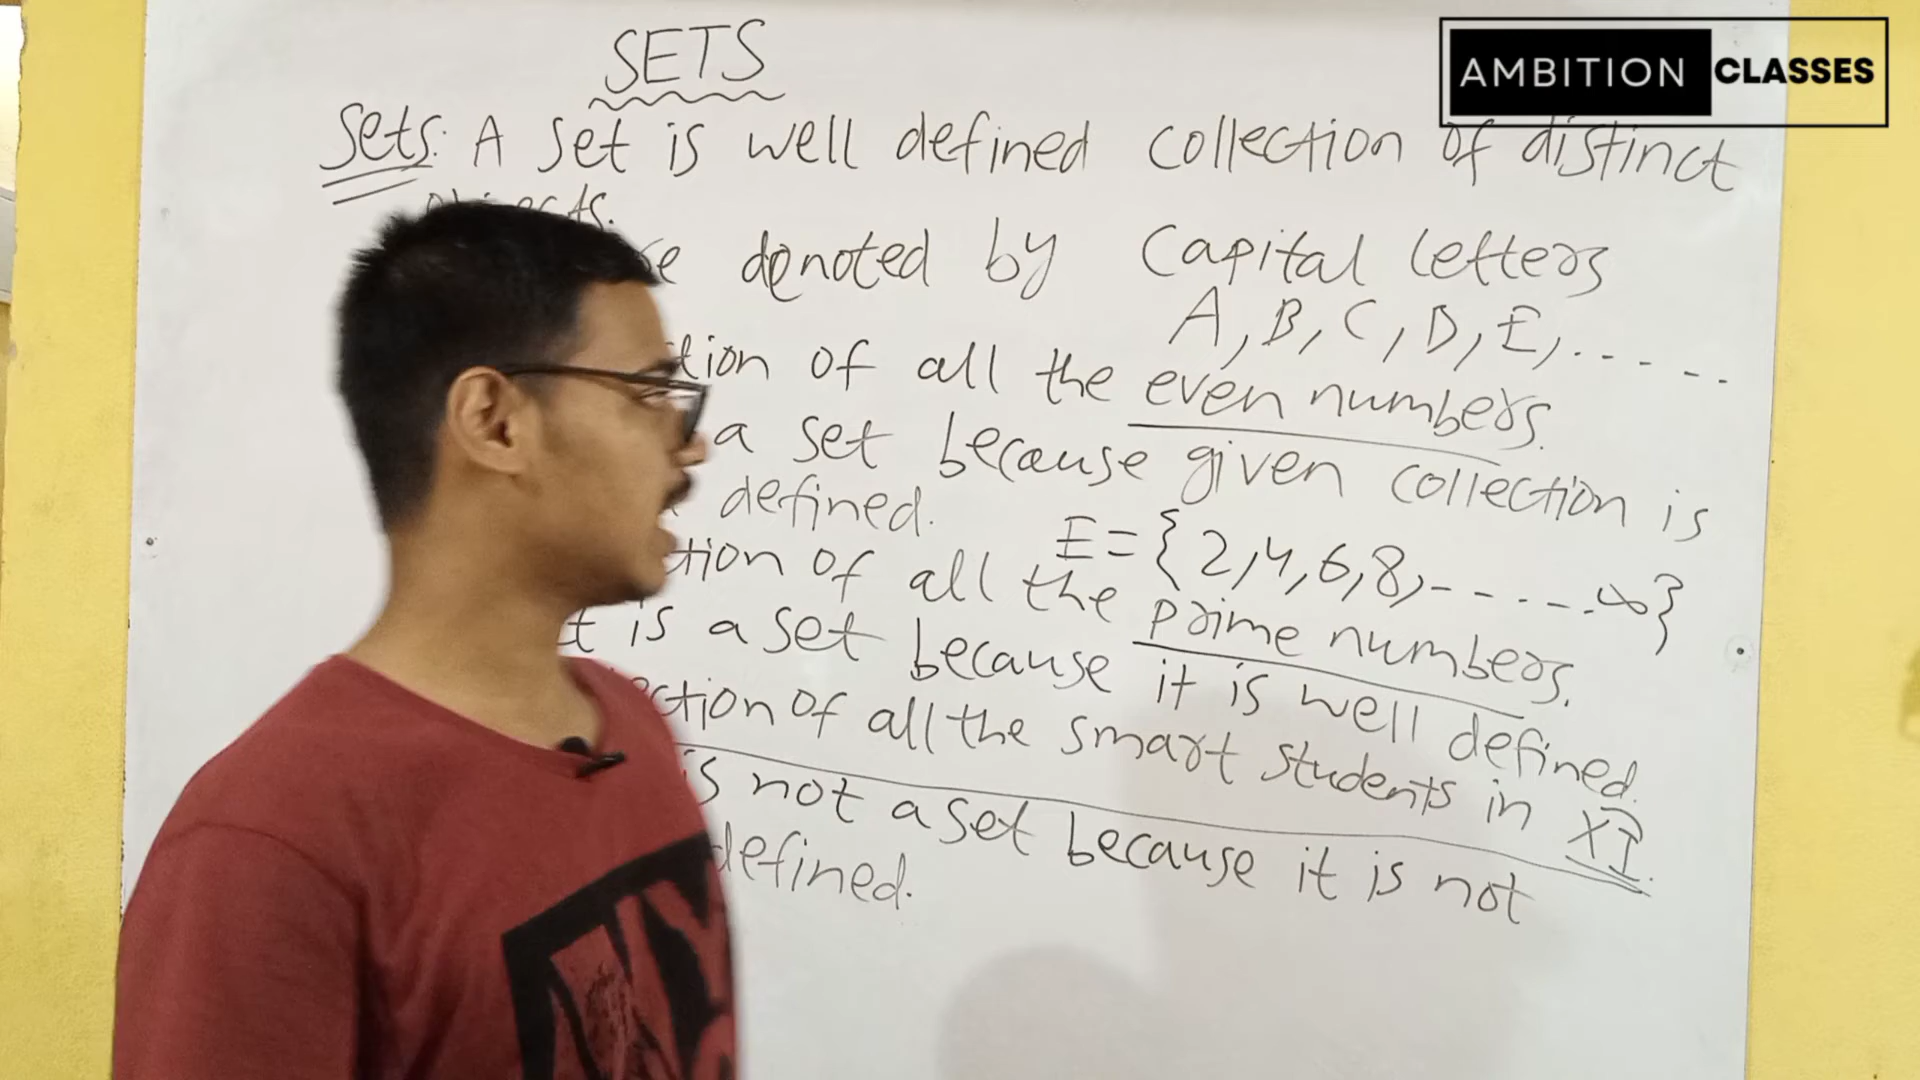 SETS
AMBITION CLASSES
Sets: A set is well defined collection of distinct
objects.
denoted by Capital letters
A, B, C, D, E, .....
of all the even numbers.
a set because given collection is
defined.
E = {2, 4, 6, 8, ------ ∞}
of all the prime numbers.
is a set because it is well defined.
of all the smart students in XI.
is not a set because it is not
defined.